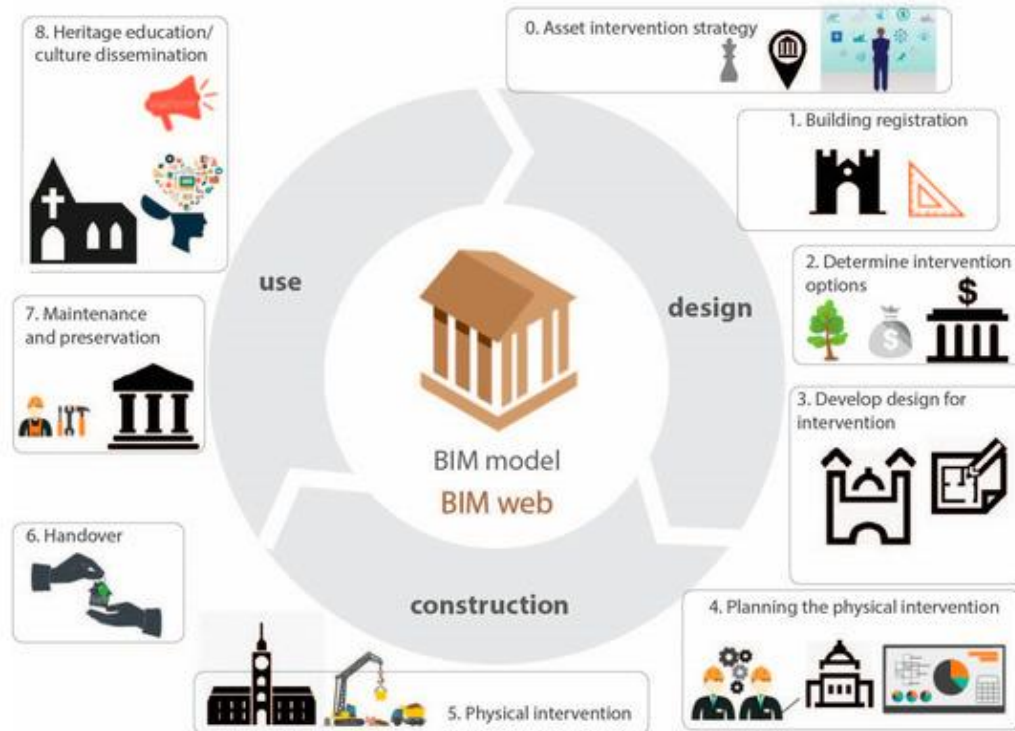 8. Heritage education/
culture dissemination
0. Asset intervention strategy
1. Building registration
2. Determine intervention
options
$
$
3. Develop design for
intervention
4. Planning the physical intervention
5. Physical intervention
6. Handover
7. Maintenance
and preservation
use
design
construction
BIM model
BIM web